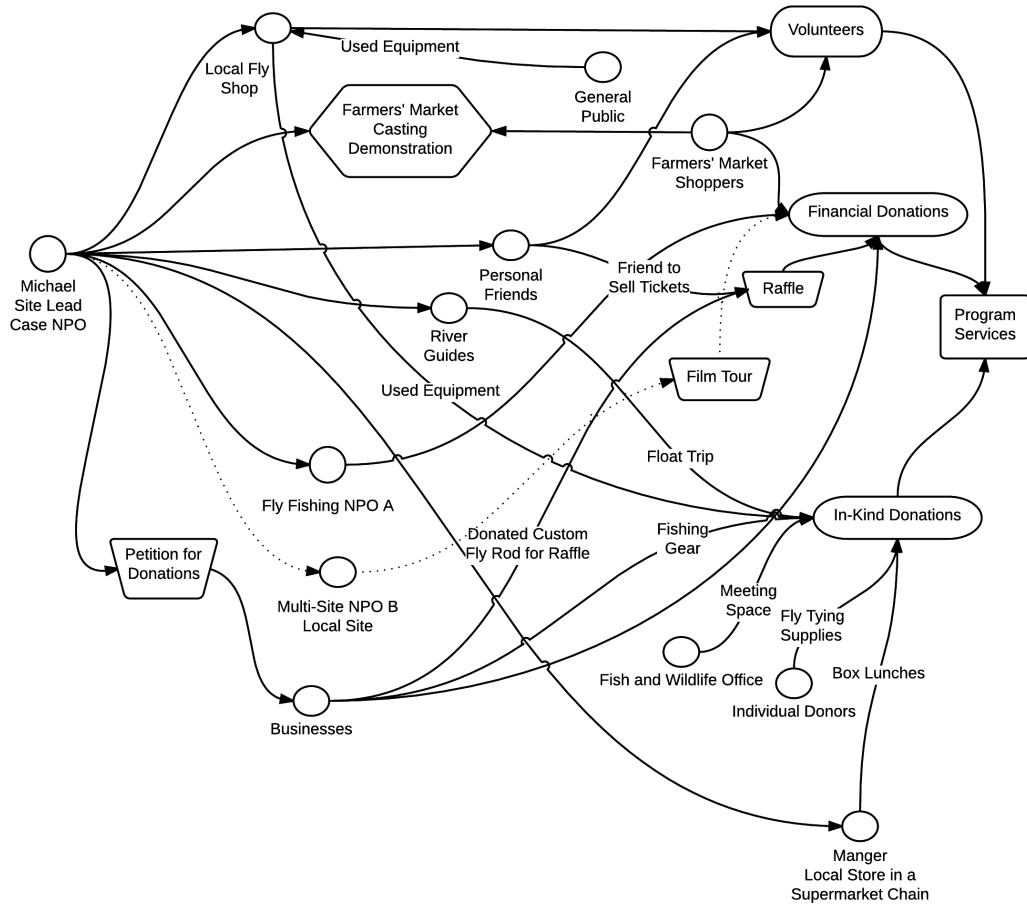 Volunteers
Used Equipment
Local Fly
Shop
General
Public
Farmers' Market
Casting
Demonstration
Farmers' Market
Shoppers
Financial Donations
Michael
Site Lead
Case NPO
Personal
Friends
Friend to
Sell Tickets
Raffle
Program
Services
River
Guides
Film Tour
Used Equipment
Float Trip
Fly Fishing NPO A
In-Kind Donations
Donated Custom
Fly Rod for Raffle
Fishing
Gear
Petition for
Donations
Multi-Site NPO B
Local Site
Meeting
Space
Fly Tying
Supplies
Fish and Wildlife Office
Box Lunches
Individual Donors
Businesses
Manger
Local Store in a
Supermarket Chain